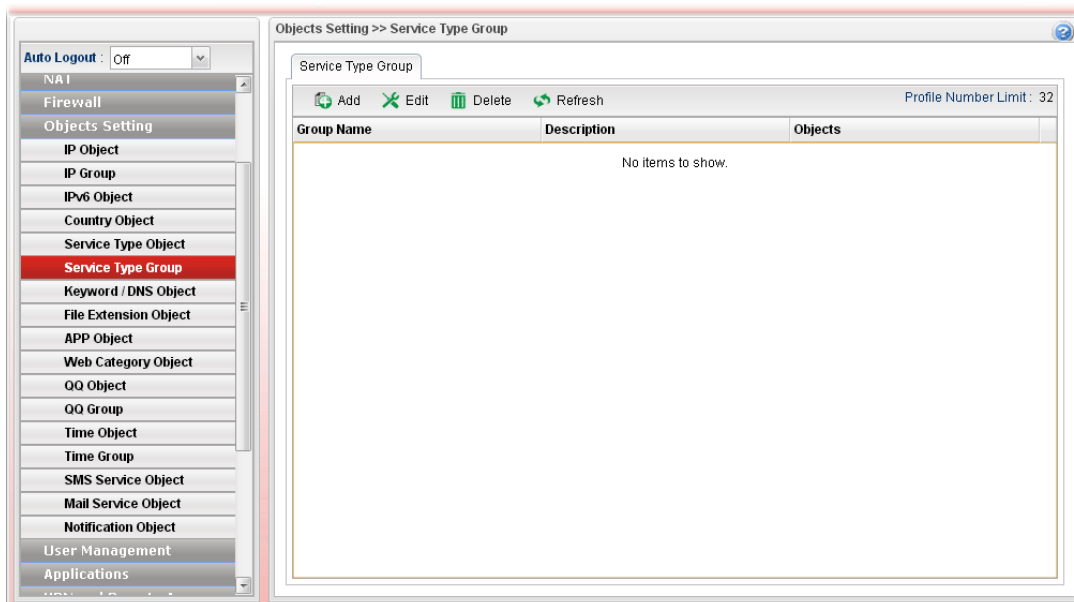 Objects Setting >> Service Type Group
Auto Logout : Off
NAT
Firewall
Objects Setting
IP Object
IP Group
IPv6 Object
Country Object
Service Type Object
Service Type Group
Keyword / DNS Object
File Extension Object
APP Object
Web Category Object
QQ Object
QQ Group
Time Object
Time Group
SMS Service Object
Mail Service Object
Notification Object
User Management
Applications
Service Type Group
Add Edit Delete Refresh Profile Number Limit : 32
Group Name Description Objects
No items to show.